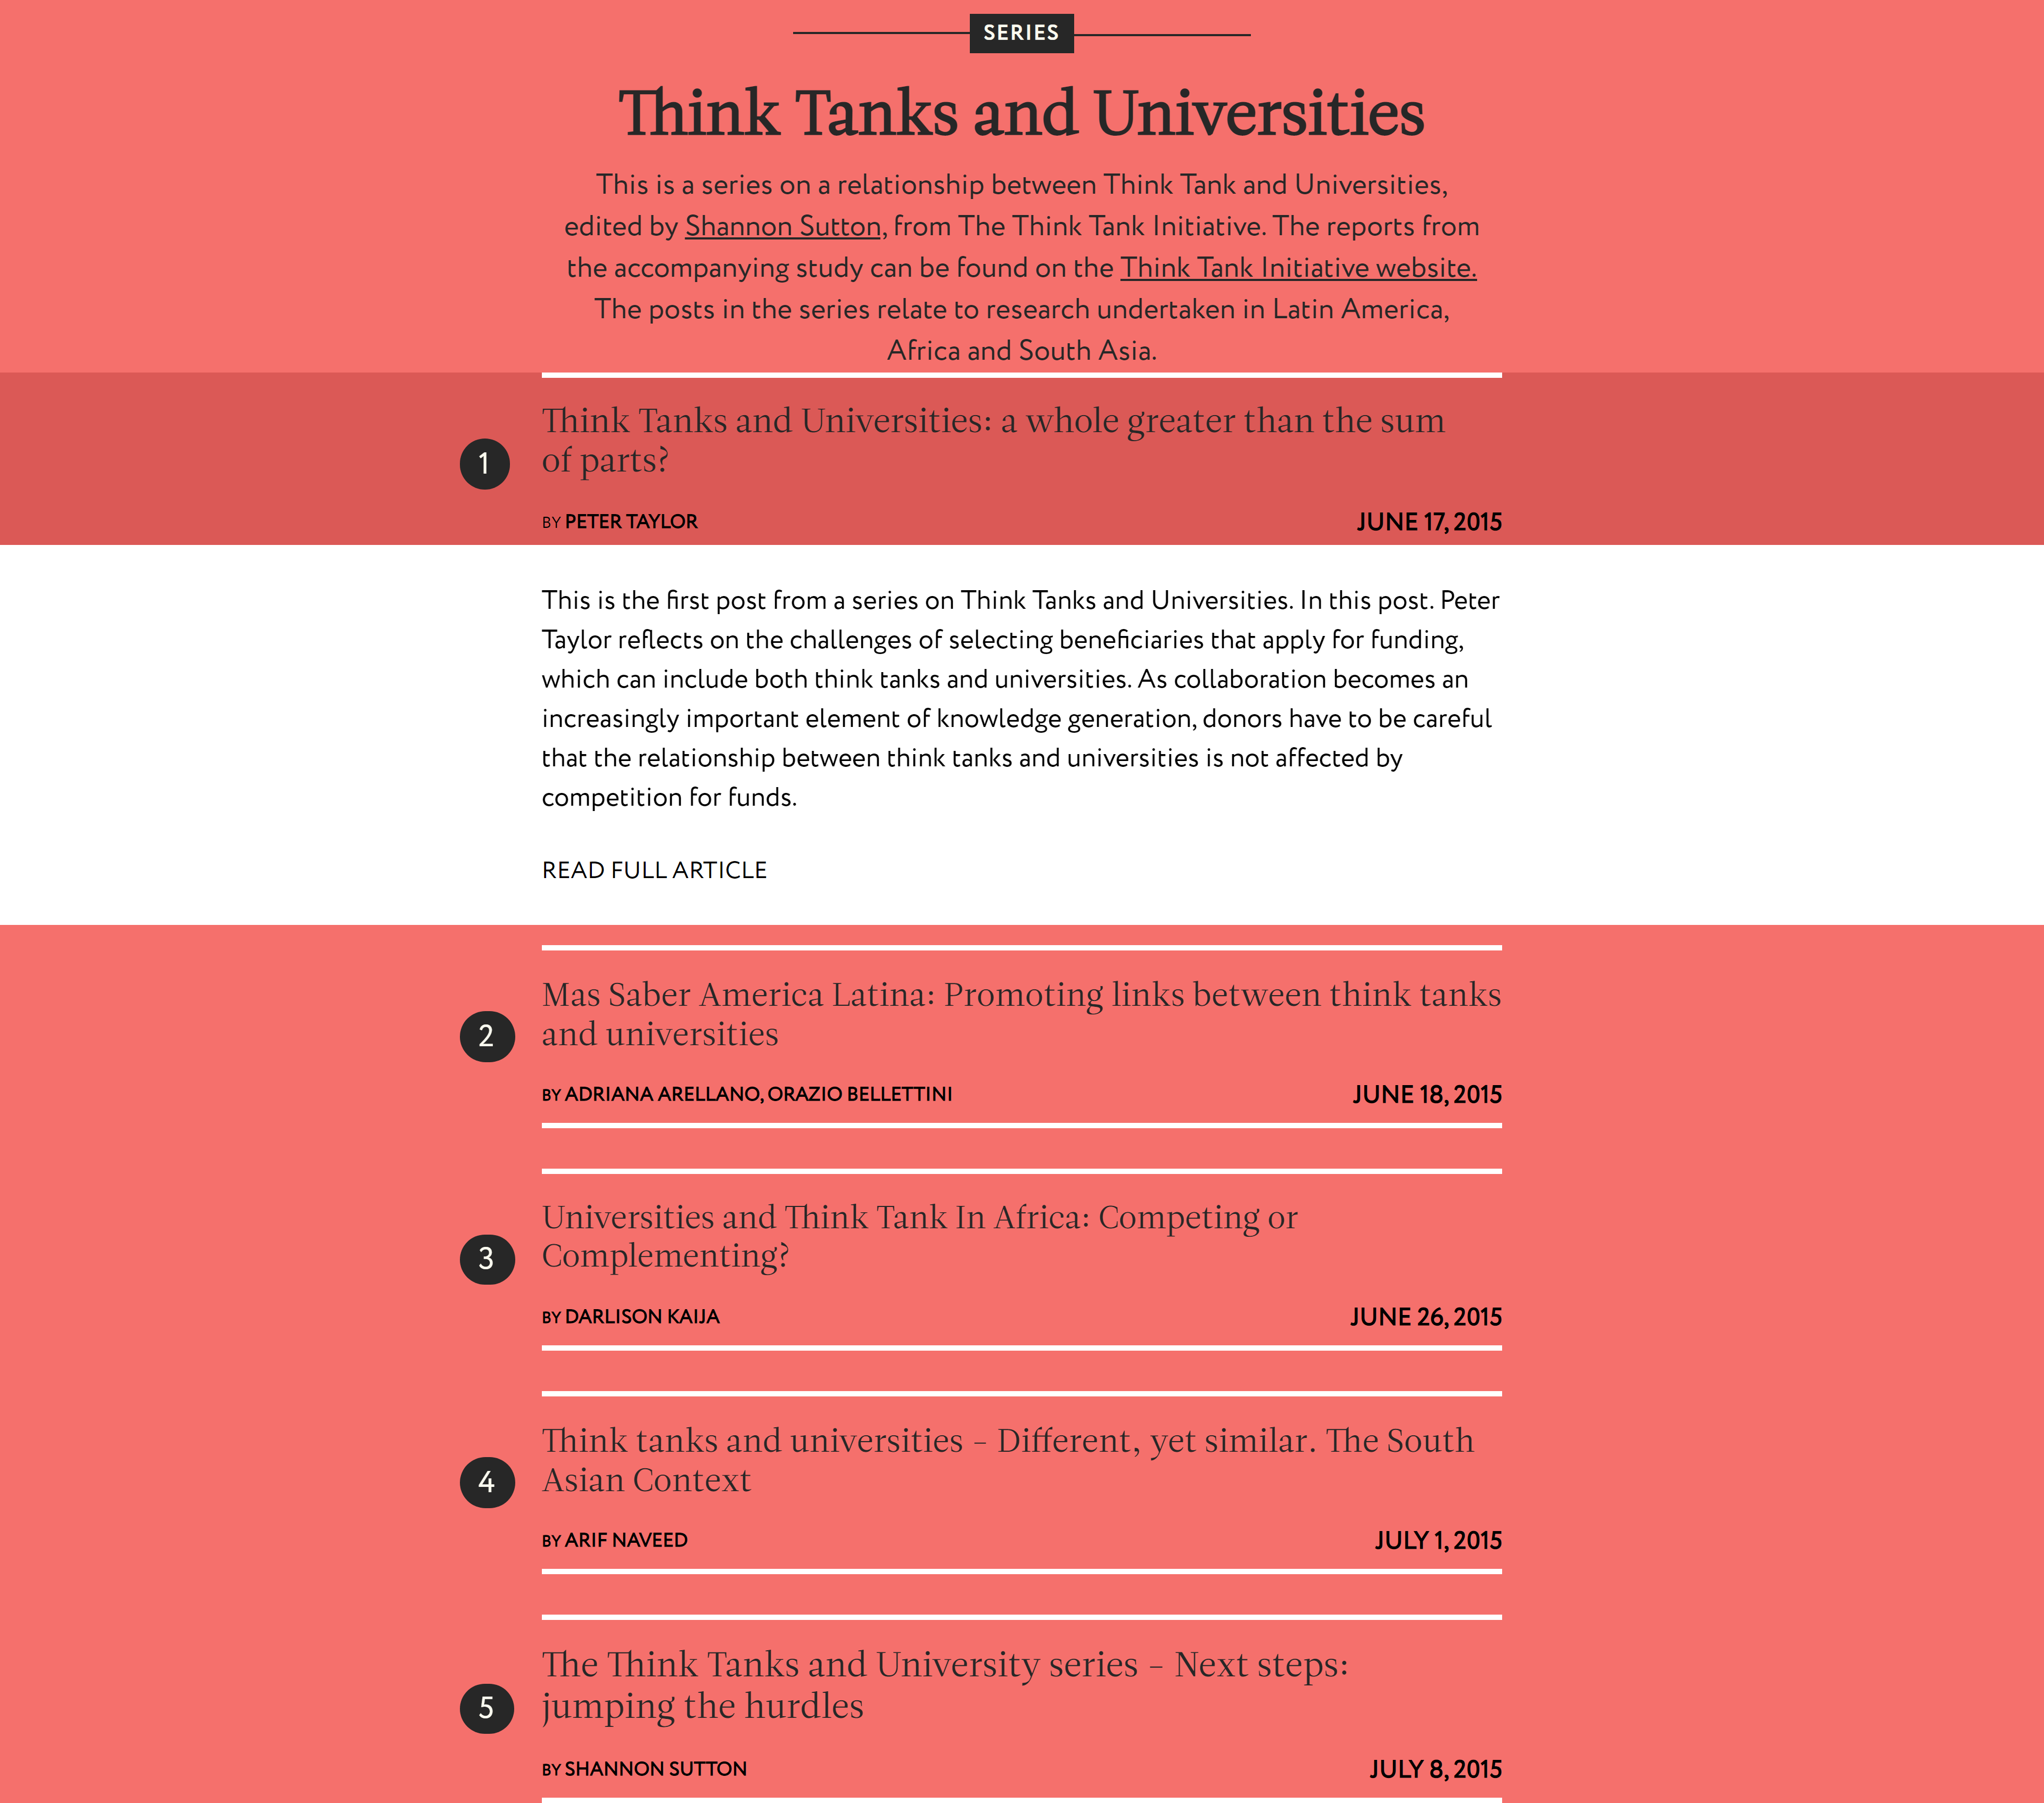 SERIES
Think Tanks and Universities
This is a series on a relationship between Think Tank and Universities,
edited by Shannon Sutton, from The Think Tank Initiative. The reports from
the accompanying study can be found on the Think Tank Initiative website.
The posts in the series relate to research undertaken in Latin America,
Africa and South Asia.
Think Tanks and Universities: a whole greater than the sum
of parts?
1
BY PETER TAYLOR JUNE 17, 2015
This is the first post from a series on Think Tanks and Universities. In this post. Peter
Taylor reflects on the challenges of selecting beneficiaries that apply for funding,
which can include both think tanks and universities. As collaboration becomes an
increasingly important element of knowledge generation, donors have to be careful
that the relationship between think tanks and universities is not affected by
competition for funds.
READ FULL ARTICLE
Mas Saber America Latina: Promoting links between think tanks
and universities
2
BY ADRIANA ARELLANO, ORAZIO BELLETTINI JUNE 18, 2015
Universities and Think Tank In Africa: Competing or
Complementing?
3
BY DARLISON KAIJA JUNE 26, 2015
Think tanks and universities – Different, yet similar. The South
Asian Context
4
BY ARIF NAVEED JULY 1, 2015
The Think Tanks and University series – Next steps:
jumping the hurdles
5
BY SHANNON SUTTON JULY 8, 2015